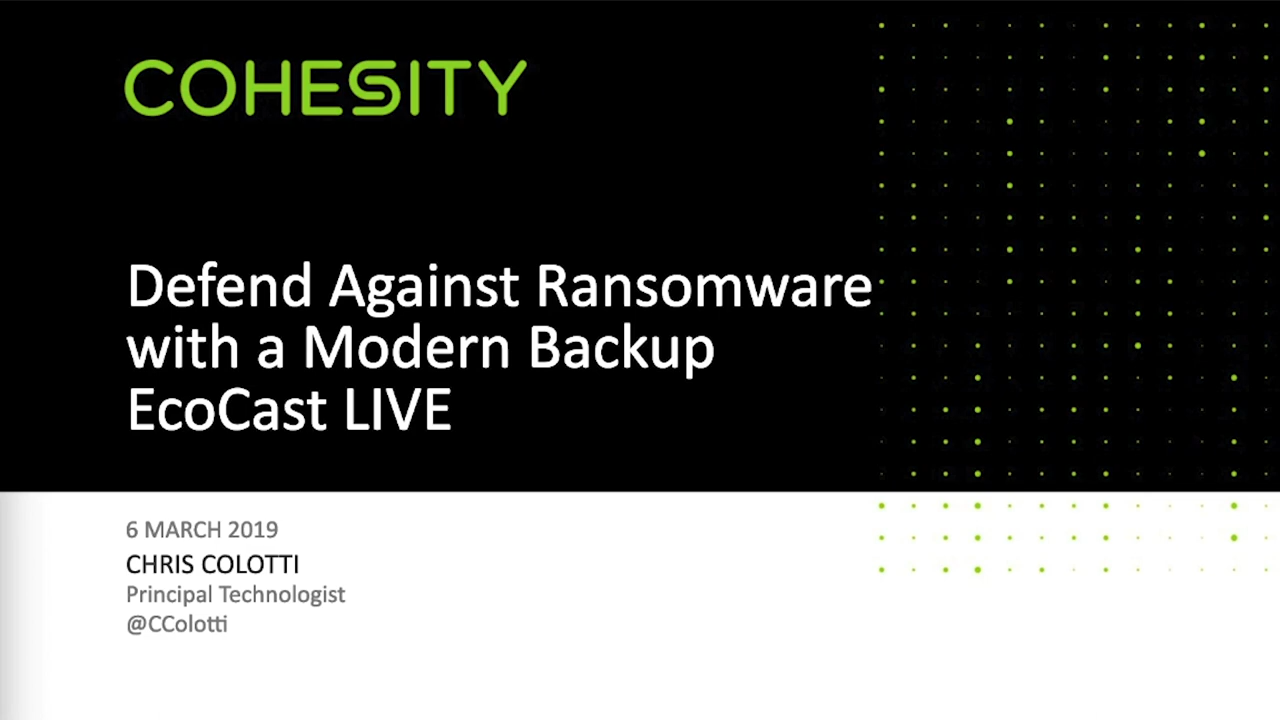 COHESITY
Defend Against Ransomware
with a Modern Backup
EcoCast LIVE
6 MARCH 2019
CHRIS COLOTTI
Principal Technologist
@CColotti